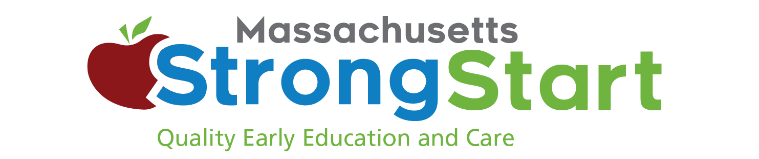 Massachusetts
StrongStart
Quality Early Education and Care